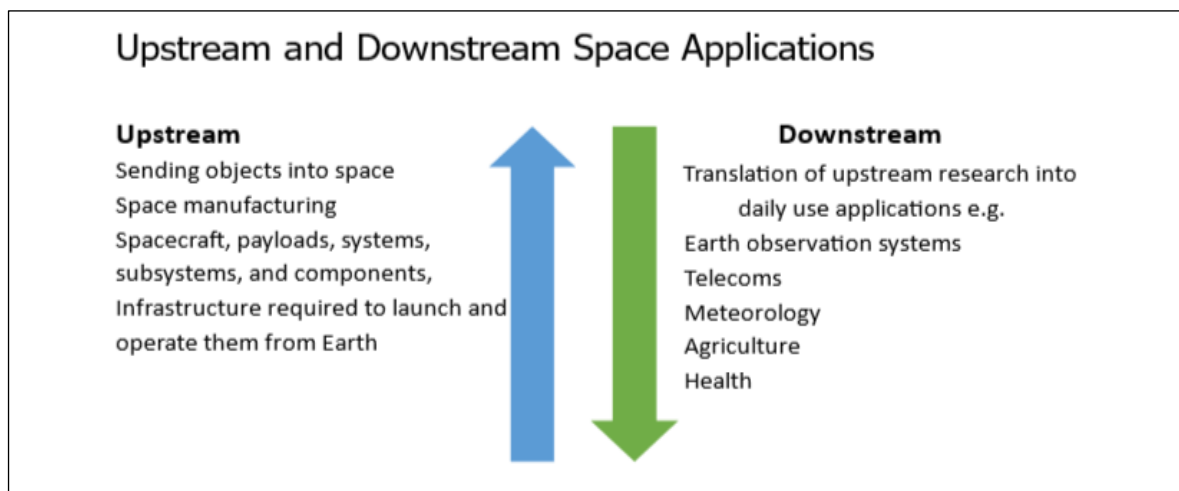 Upstream and Downstream Space Applications
Upstream
Sending objects into space
Space manufacturing
Spacecraft, payloads, systems,
subsystems, and components,
Infrastructure required to launch and
operate them from Earth
Downstream
Translation of upstream research into
daily use applications e.g.
Earth observation systems
Telecoms
Meteorology
Agriculture
Health